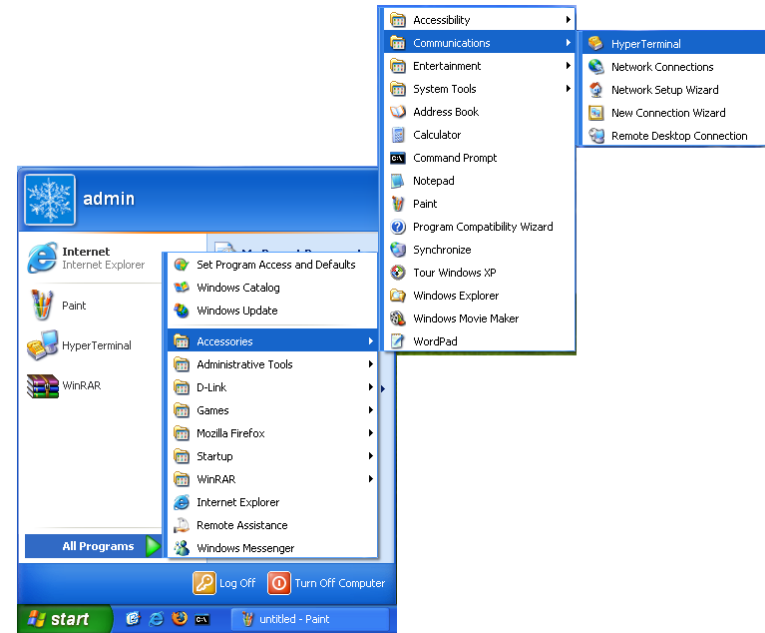 Accessibility
Communications
Entertainment
System Tools
Address Book
Calculator
Command Prompt
Notepad
Paint
Program Compatibility Wizard
Synchronize
Tour Windows XP
Windows Explorer
Windows Movie Maker
WordPad
HyperTerminal
Network Connections
Network Setup Wizard
New Connection Wizard
Remote Desktop Connection
admin
Internet
Internet Explorer
Paint
HyperTerminal
WinRAR
All Programs
Set Program Access and Defaults
Windows Catalog
Windows Update
Accessories
Administrative Tools
D-Link
Games
Mozilla Firefox
Startup
WinRAR
Internet Explorer
Remote Assistance
Windows Messenger
Log Off
Turn Off Computer
start
untitled - Paint